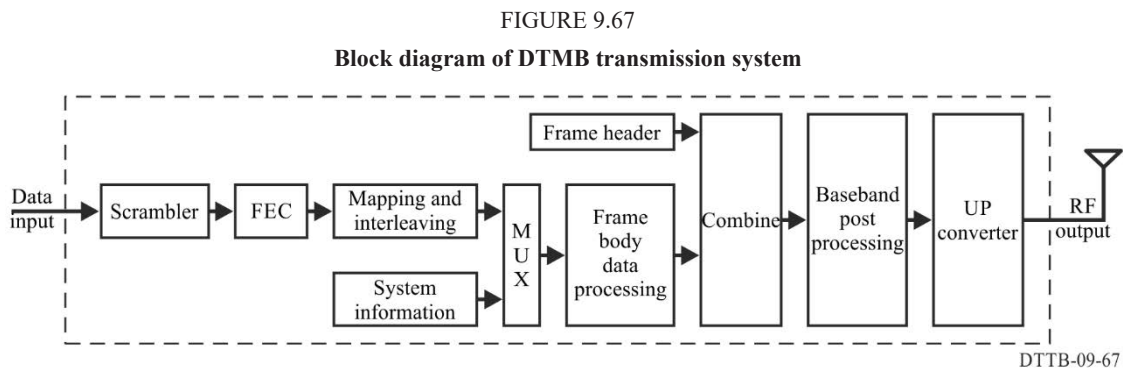 FIGURE 9.67
Block diagram of DTMB transmission system
Frame header
Data
input
Scrambler
FEC
Mapping and
interleaving
System
information
M
U
X
Frame
body
data
processing
Combine
Baseband
post
processing
UP
converter
RF
output
DTTB-09-67